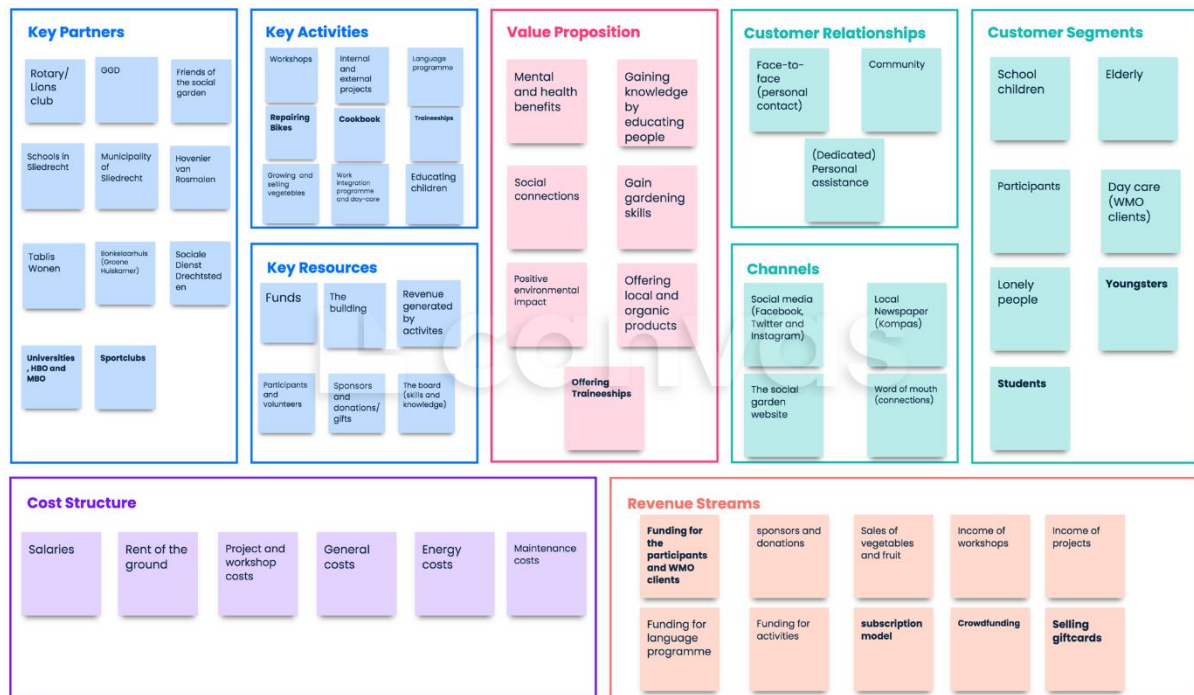 Key Partners
Rotary/
Lions
club
GGD
Friends of
the social
garden
Schools in
Sliedrecht
Municipality
of
Sliedrecht
Hovenier
van
Rosmalen
Tablis
Wonen
Bonkelaarhuis
(Groene
Huiskamer)
Sociale
Dienst
Drechtsted
en
Universities
, HBO and
MBO
Sportclubs
Key Activities
Workshops
Internal
and
external
projects
Language
programme
Repairing
Bikes
Cookbook
Traineeships
Growing and
selling
vegetables
Work
integration
programme
and day-care
Educating
children
Key Resources
Funds
The
building
Revenue
generated
by
activites
Participants
and
volunteers
Sponsors
and
donations/
gifts
The board
(skills and
knowledge)
Value Proposition
Mental
and health
benefits
Gaining
knowledge
by
educating
people
Social
connections
Gain
gardening
skills
Positive
environmental
impact
Offering
local and
organic
products
Offering
Traineeships
Customer Relationships
Face-to-
face
(personal
contact)
Community
(Dedicated)
Personal
assistance
Channels
Social media
(Facebook,
Twitter and
Instagram)
Local
Newspaper
(Kompas)
The social
garden
website
Word of mouth
(connections)
Customer Segments
School
children
Elderly
Participants
Day care
(WMO
clients)
Lonely
people
Youngsters
Students
canvas
Cost Structure
Salaries
Rent of the
ground
Project and
workshop
costs
General
costs
Energy
costs
Maintenance
costs
Revenue Streams
Funding for
the
participants
and WMO
clients
sponsors and
donations
Sales of
vegetables
and fruit
Income of
workshops
Income of
projects
Funding for
language
programme
Funding for
activities
subscription
model
Crowdfunding
Selling
giftcards